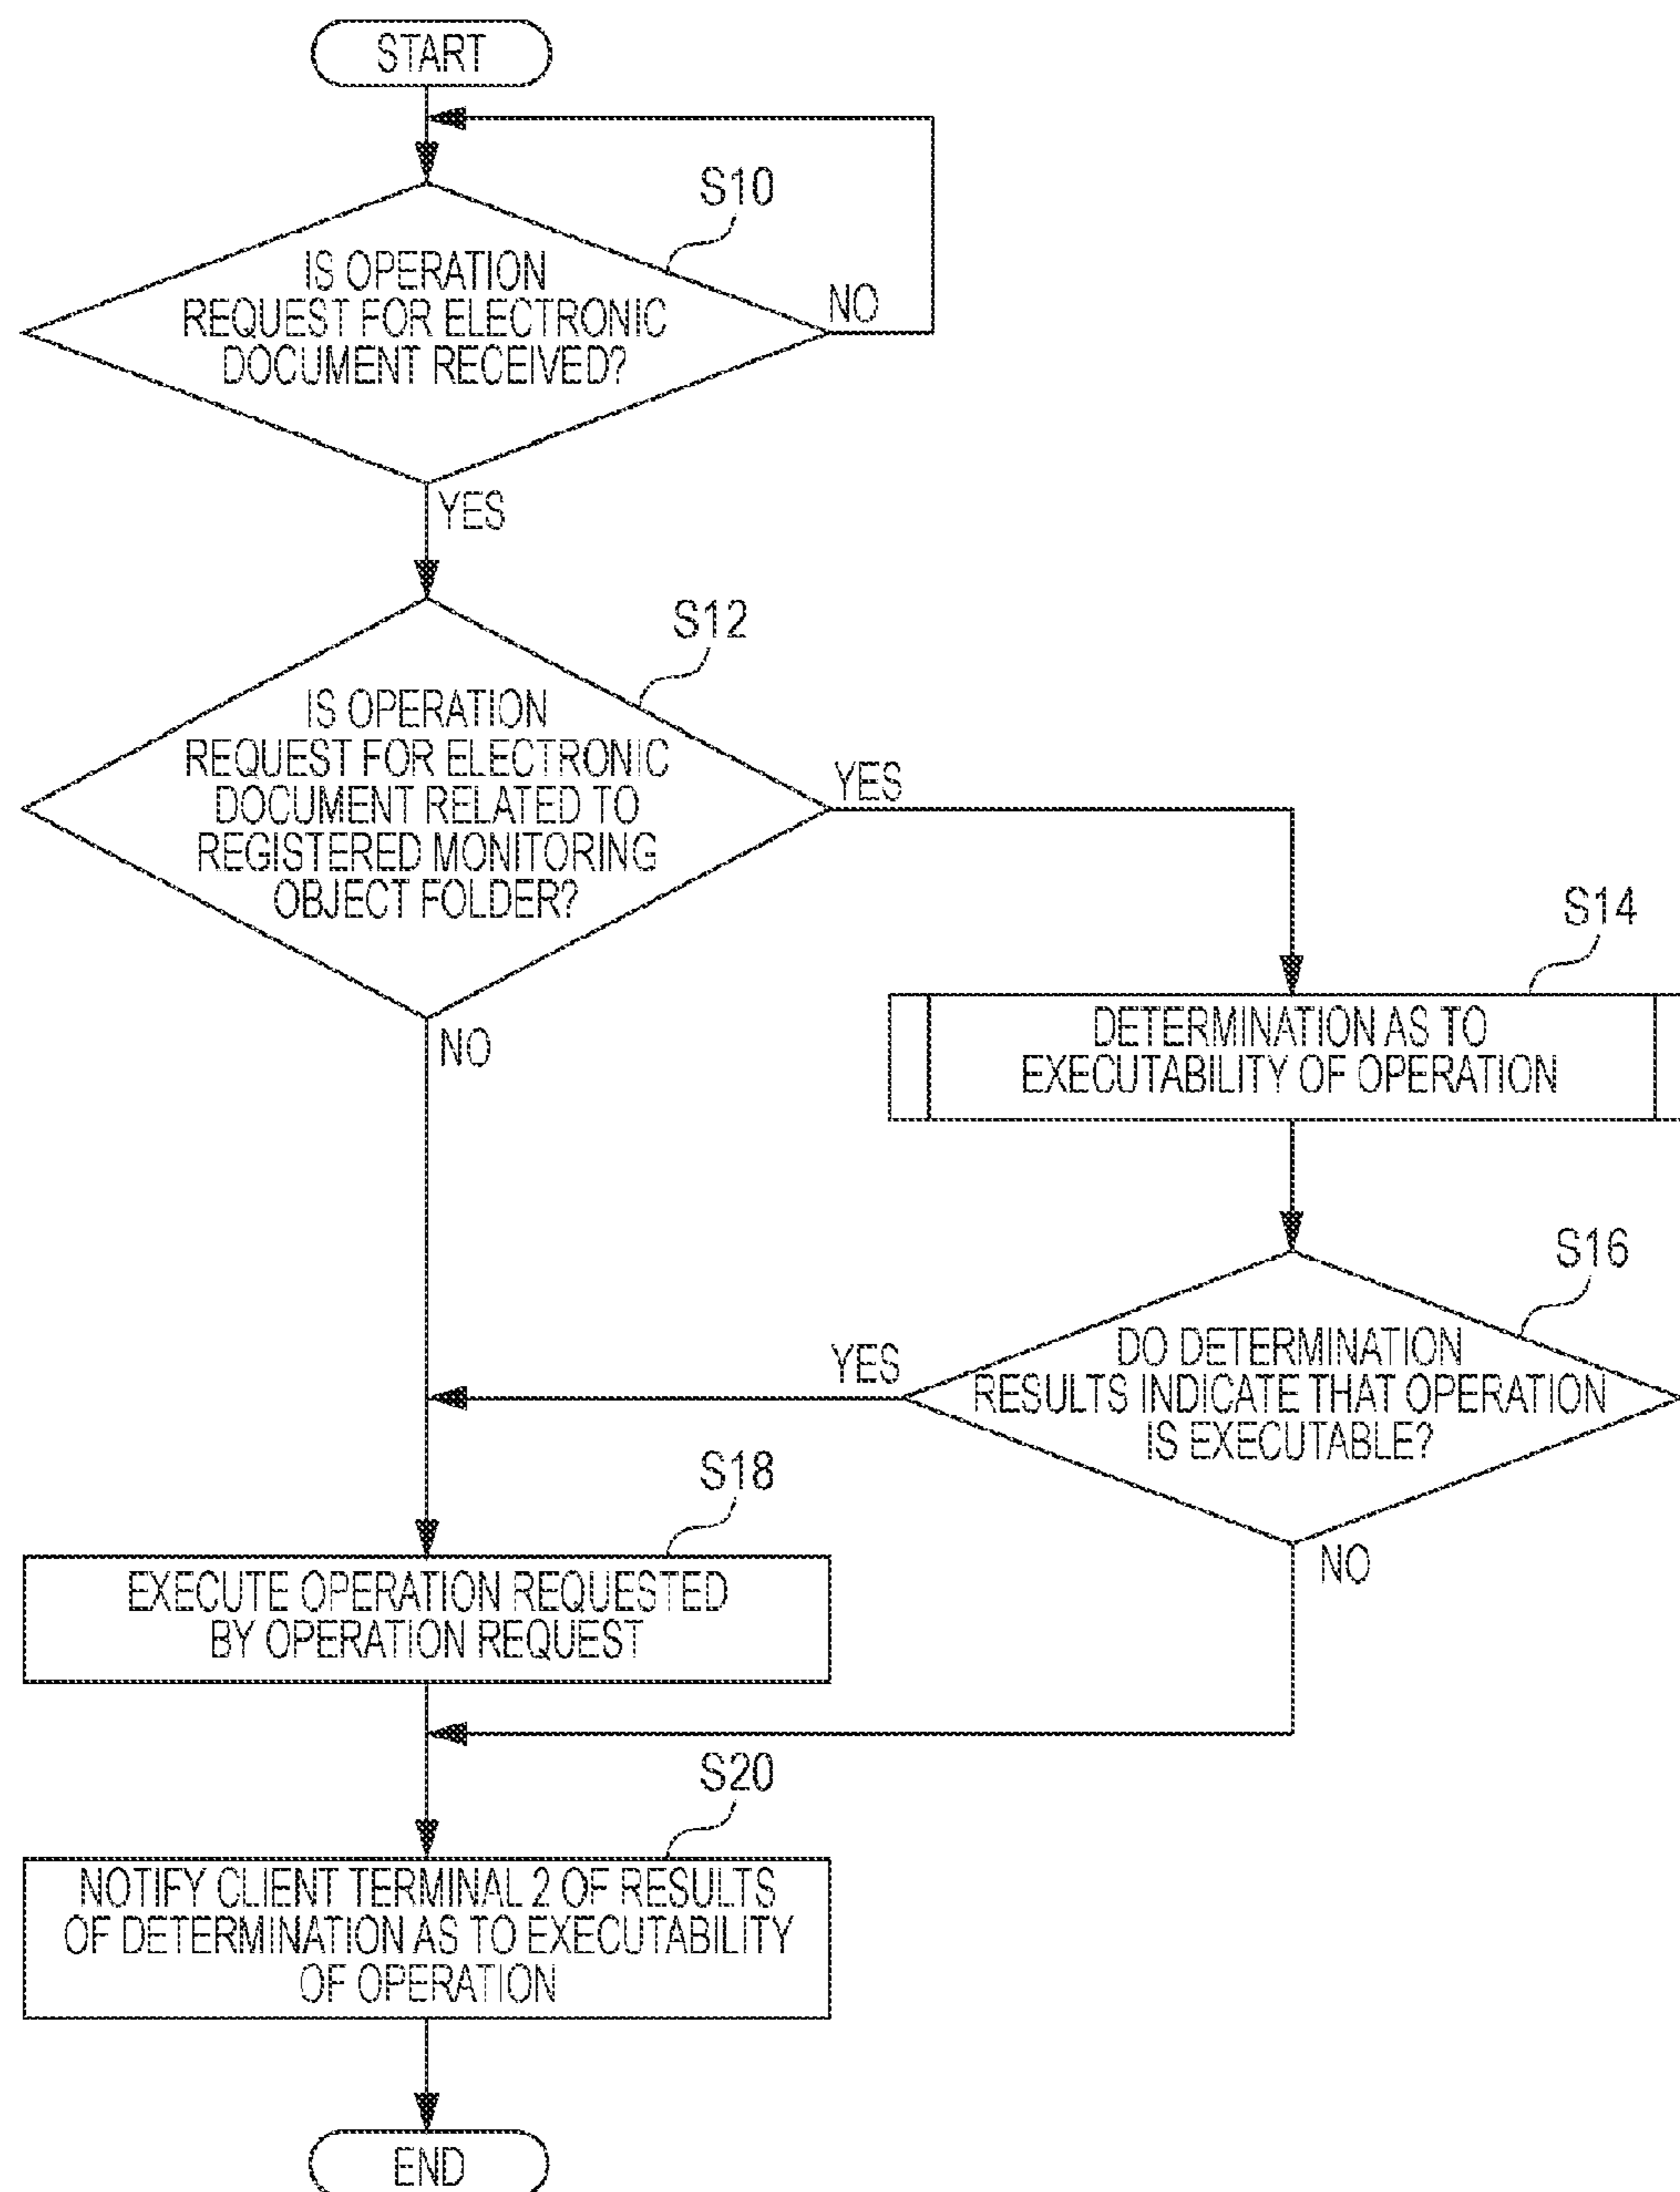 START
S10
IS OPERATION
REQUEST FOR ELECTRONIC
DOCUMENT RECEIVED?
NO
YES
S12
IS OPERATION
REQUEST FOR ELECTRONIC
DOCUMENT RELATED TO
REGISTERED MONITORING
OBJECT FOLDER?
YES
NO
S14
DETERMINATION AS TO
EXECUTABILITY OF OPERATION
S16
DO DETERMINATION
RESULTS INDICATE THAT OPERATION
IS EXECUTABLE?
YES
NO
S18
EXECUTE OPERATION REQUESTED
BY OPERATION REQUEST
S20
NOTIFY CLIENT TERMINAL 2 OF RESULTS
OF DETERMINATION AS TO EXECUTABILITY
OF OPERATION
END